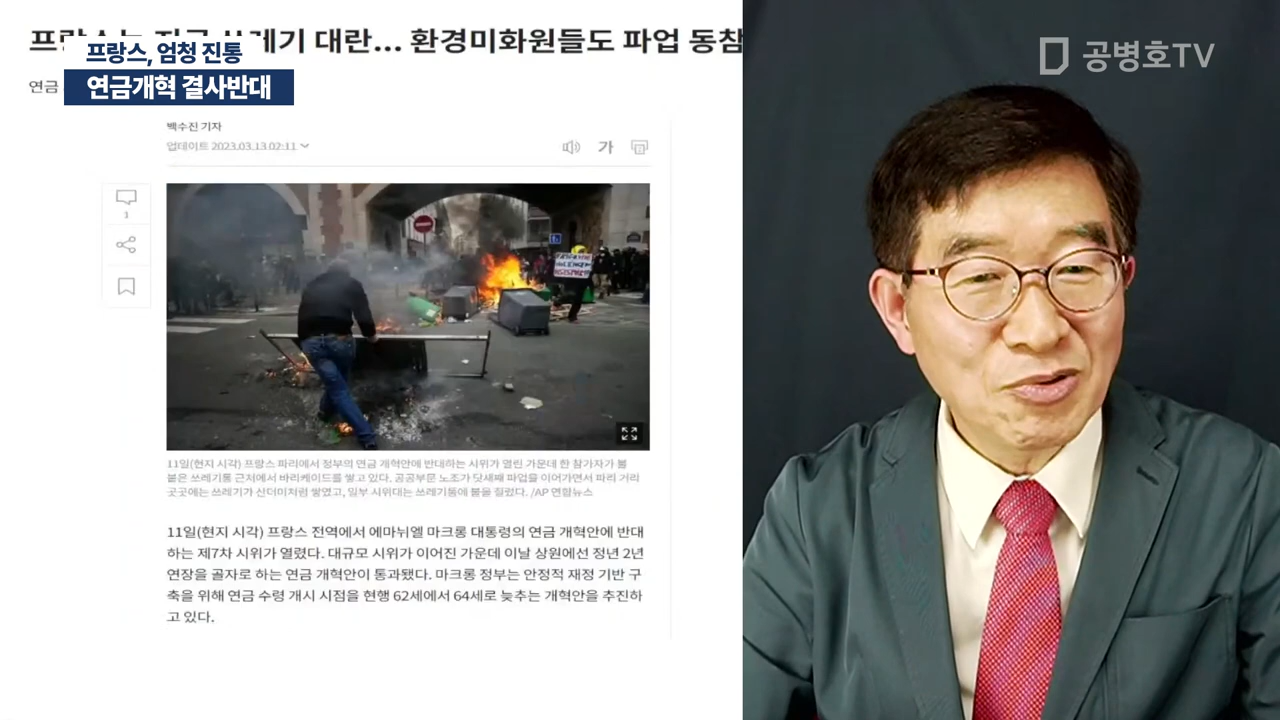 쓰레기 대란... 환경미화원들도 파업 동참
프랑스, 엄청 진통
연금
연금개혁 결사반대
공병호TV
백수진 기자
업데이트 2023.03.13 02:11
가
1
11일(현지 시각) 프랑스 파리에서 정부의 연금 개혁안에 반대하는 시위가 열린 가운데 한 참가자가 불
붙은 쓰레기통 근처에서 바리케이드를 쌓고 있다. 공공부문 노조가 닷새째 파업을 이어가면서 파리 거리
곳곳에는 쓰레기가 산더미처럼 쌓였고, 일부 시위대는 쓰레기통에 불을 질렀다. /AP 연합뉴스
11일(현지 시각) 프랑스 전역에서 에마뉘엘 마크롱 대통령의 연금 개혁안에 반대
하는 제7차 시위가 열렸다. 대규모 시위가 이어진 가운데 이날 상원에선 정년 2년
연장을 골자로 하는 연금 개혁안이 통과됐다. 마크롱 정부는 안정적 재정 기반 구
축을 위해 연금 수령 개시 시점을 현행 62세에서 64세로 늦추는 개혁안을 추진하
고 있다.